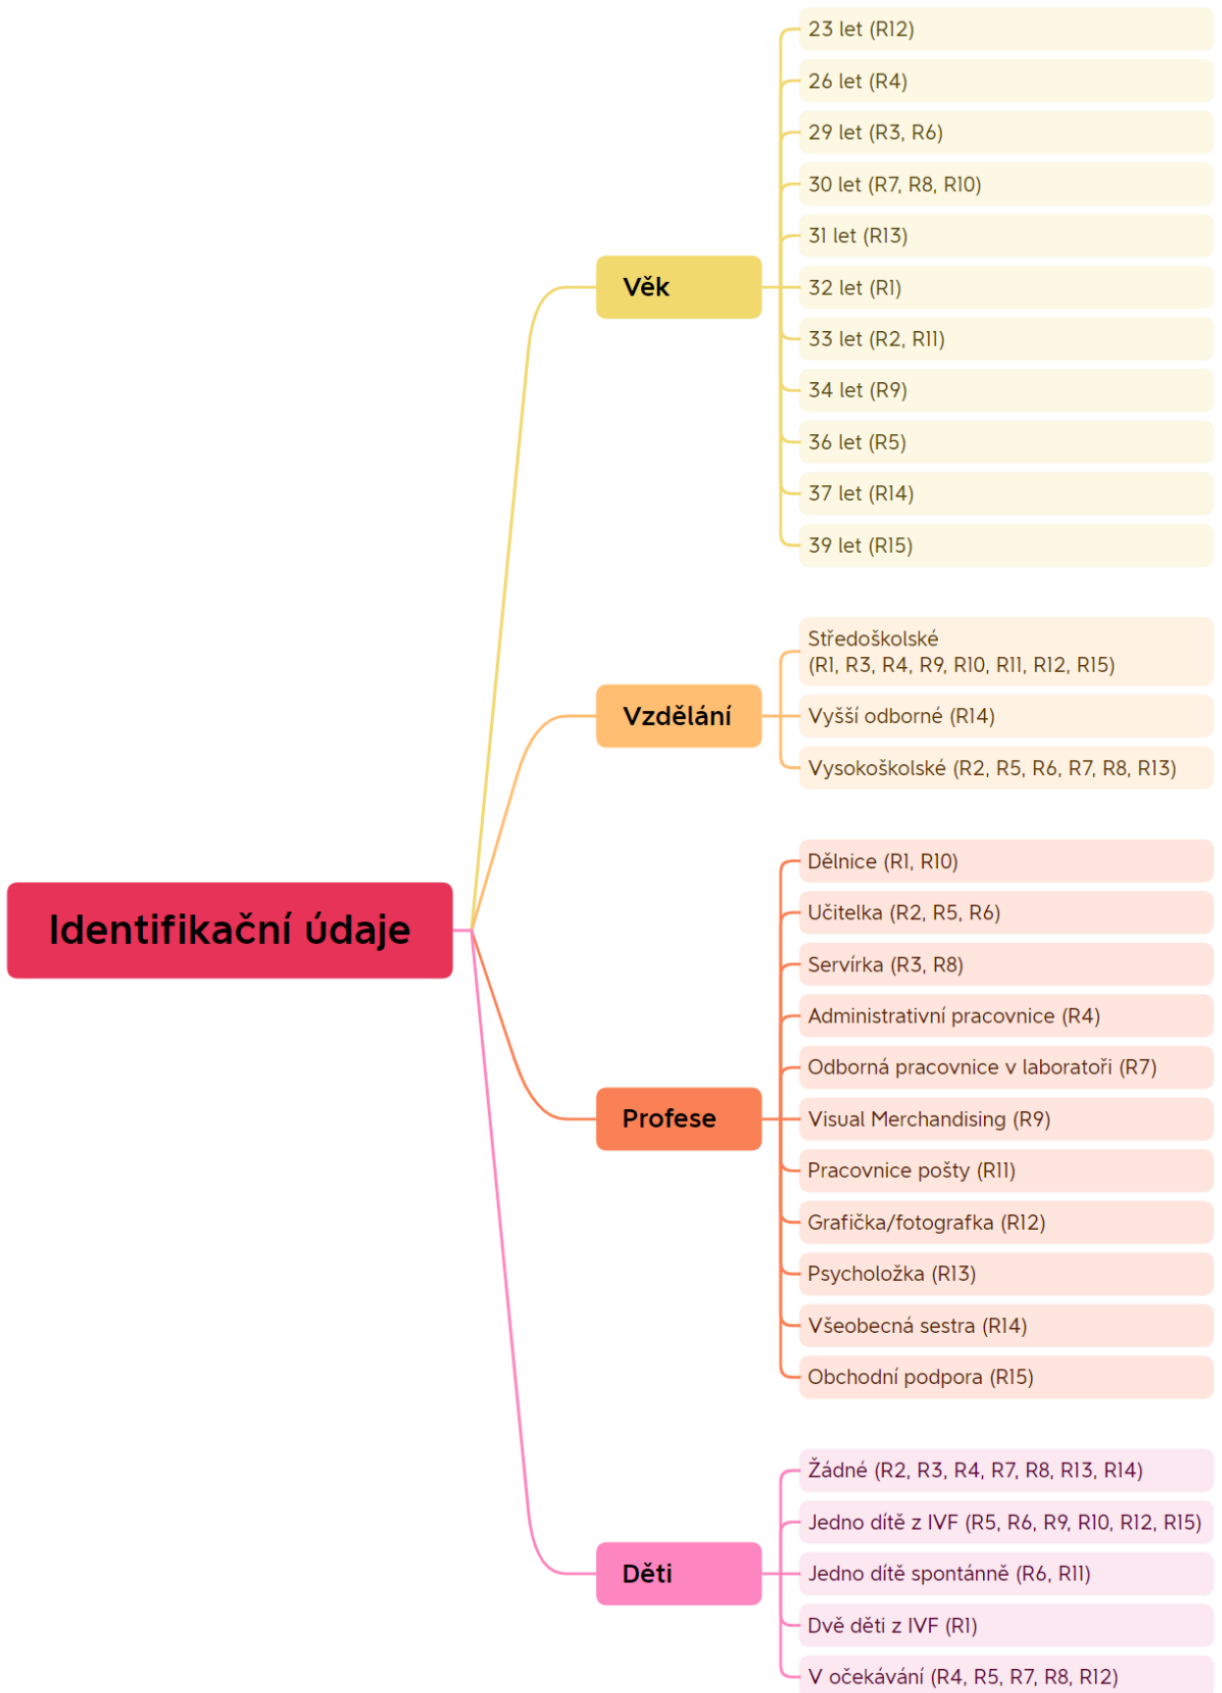 Identifikační údaje
Věk
23 let (R12)
26 let (R4)
29 let (R3, R6)
30 let (R7, R8, R10)
31 let (R13)
32 let (R1)
33 let (R2, R11)
34 let (R9)
36 let (R5)
37 let (R14)
39 let (R15)
Vzdělání
Středoškolské
(R1, R3, R4, R9, R10, R11, R12, R15)
Vyšší odborné (R14)
Vysokoškolské (R2, R5, R6, R7, R8, R13)
Profese
Dělnice (R1, R10)
Učitelka (R2, R5, R6)
Servírka (R3, R8)
Administrativní pracovnice (R4)
Odborná pracovnice v laboratoři (R7)
Visual Merchandising (R9)
Pracovnice pošty (R11)
Grafička/fotografka (R12)
Psycholožka (R13)
Všeobecná sestra (R14)
Obchodní podpora (R15)
Děti
Žádné (R2, R3, R4, R7, R8, R13, R14)
Jedno dítě z IVF (R5, R6, R9, R10, R12, R15)
Jedno dítě spontánně (R6, R11)
Dvě děti z IVF (R1)
V očekávání (R4, R5, R7, R8, R12)